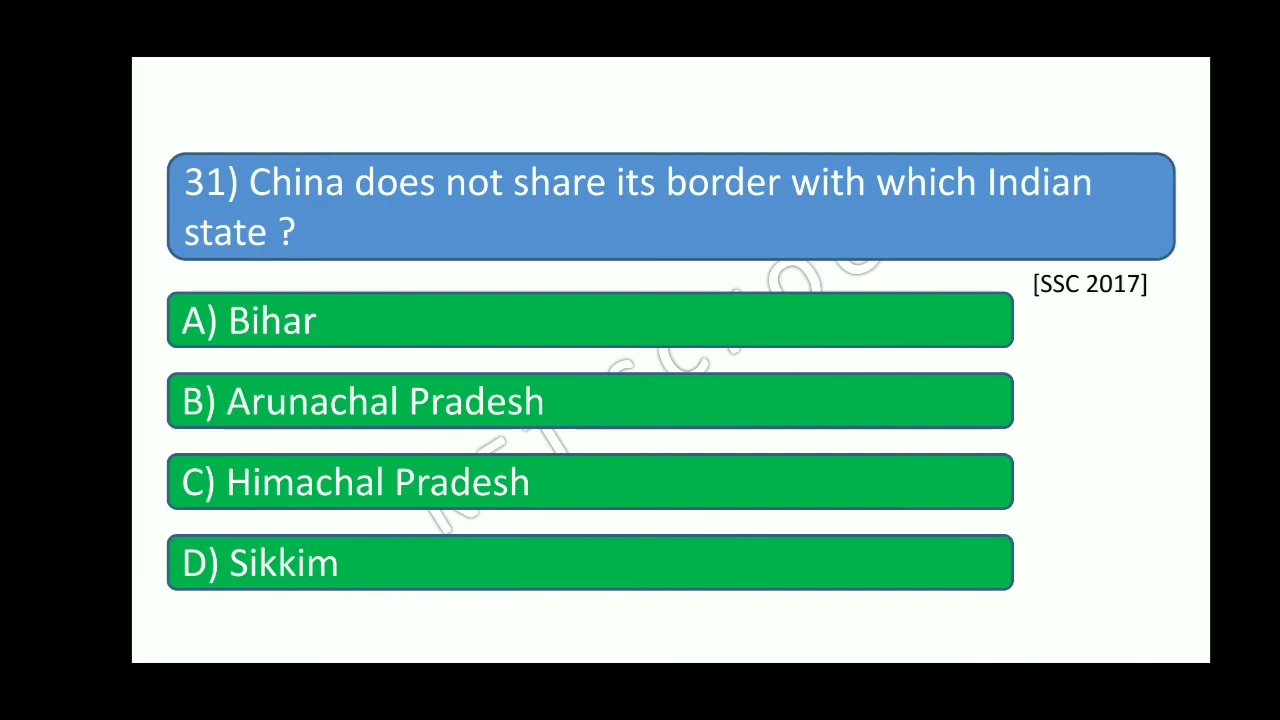 31) China does not share its border with which Indian
state ?
[SSC 2017]
A) Bihar
B) Arunachal Pradesh
C) Himachal Pradesh
D) Sikkim